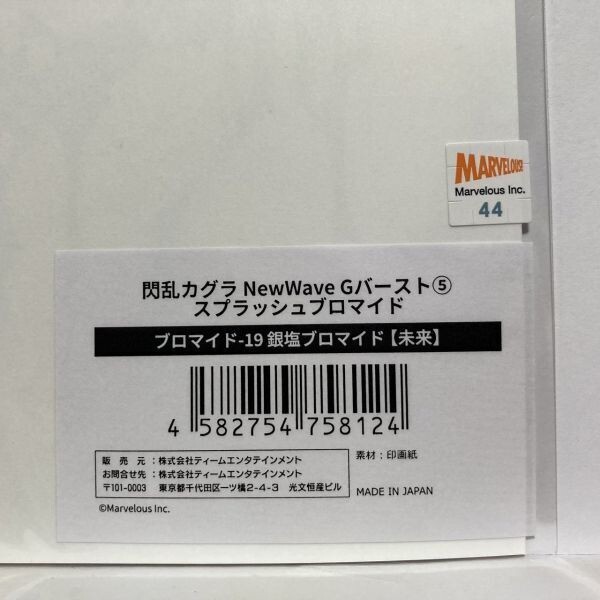 MARVELOUS!
Marvelous Inc.
44
閃乱カグラ NewWave Gバースト⑤
スプラッシュブロマイド
ブロマイド-19 銀塩ブロマイド【未来】
4 582754 758124
販売元：株式会社ティームエンタテインメント
お問合せ先：株式会社ティームエンタテインメント
〒101-0003 東京都千代田区一ツ橋2-4-3 光文恒産ビル
素材：印画紙
MADE IN JAPAN
©Marvelous Inc.